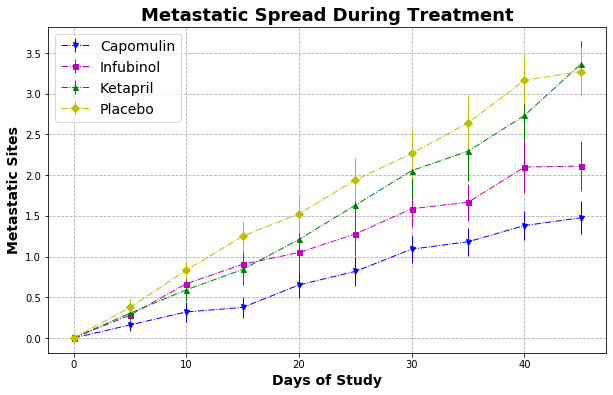 Metastatic Spread During Treatment
Capomulin
Infubinol
Ketapril
Placebo
Metastatic Sites
3.5
3.0
2.5
2.0
1.5
1.0
0.5
0.0
0
10
20
30
40
Days of Study